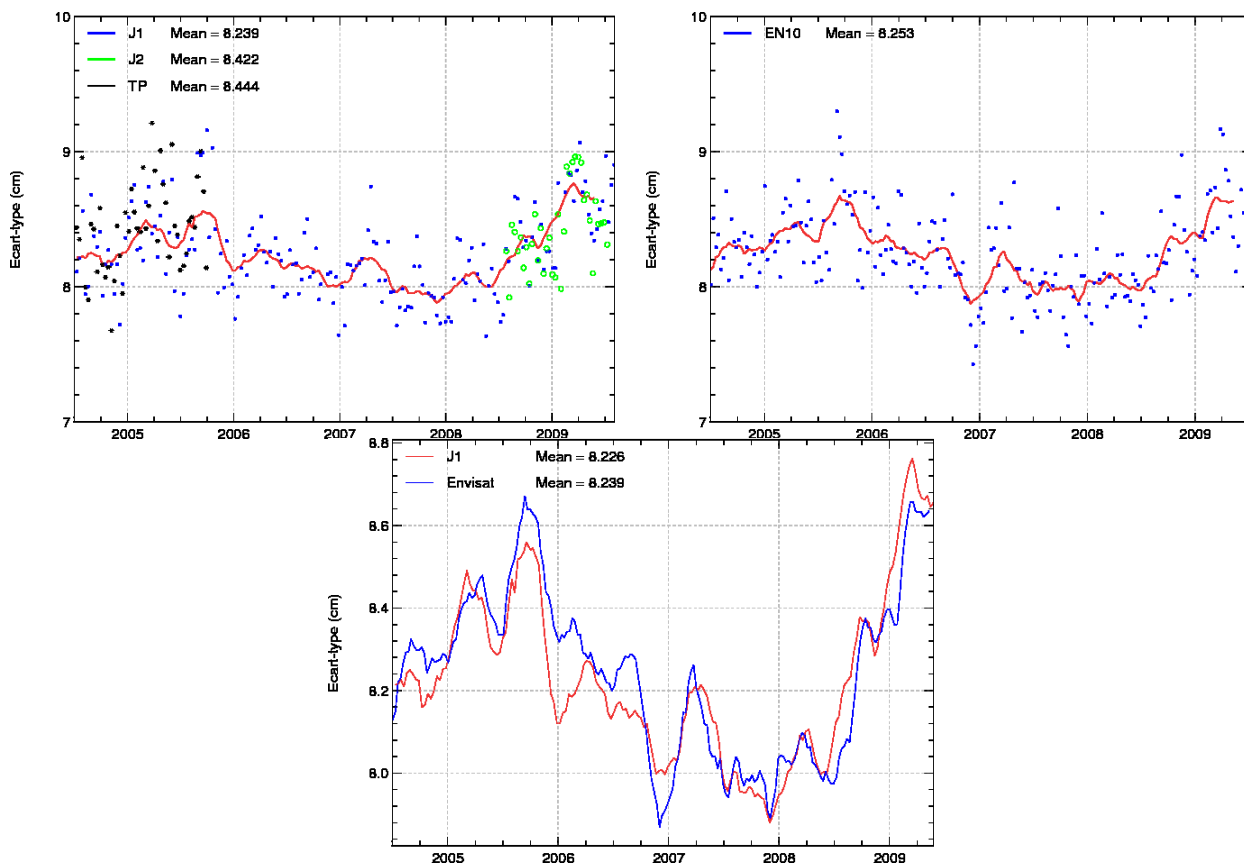 10
J1 Mean = 8.239
J2 Mean = 8.422
TP Mean = 8.444
9
8
7
Ecart-type (cm)
2005 2006 2007 2008 2009
10
EN10 Mean = 8.253
9
8
7
Ecart-type (cm)
2005 2006 2007 2008 2009
8.8
J1 Mean = 8.226
Envisat Mean = 8.239
8.6
8.4
8.2
8.0
Ecart-type (cm)
2005 2006 2007 2008 2009